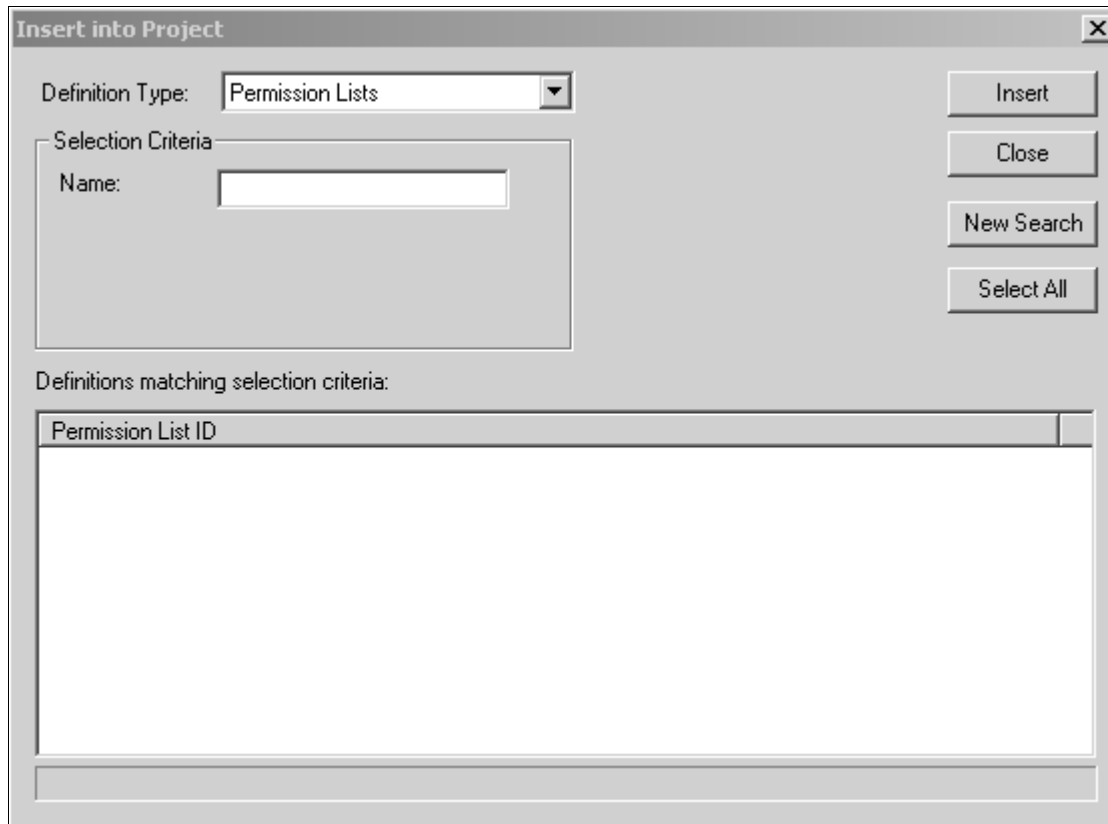 Insert into Project
Definition Type: Permission Lists
Insert
Selection Criteria
Close
Name:
New Search
Select All
Definitions matching selection criteria:
Permission List ID